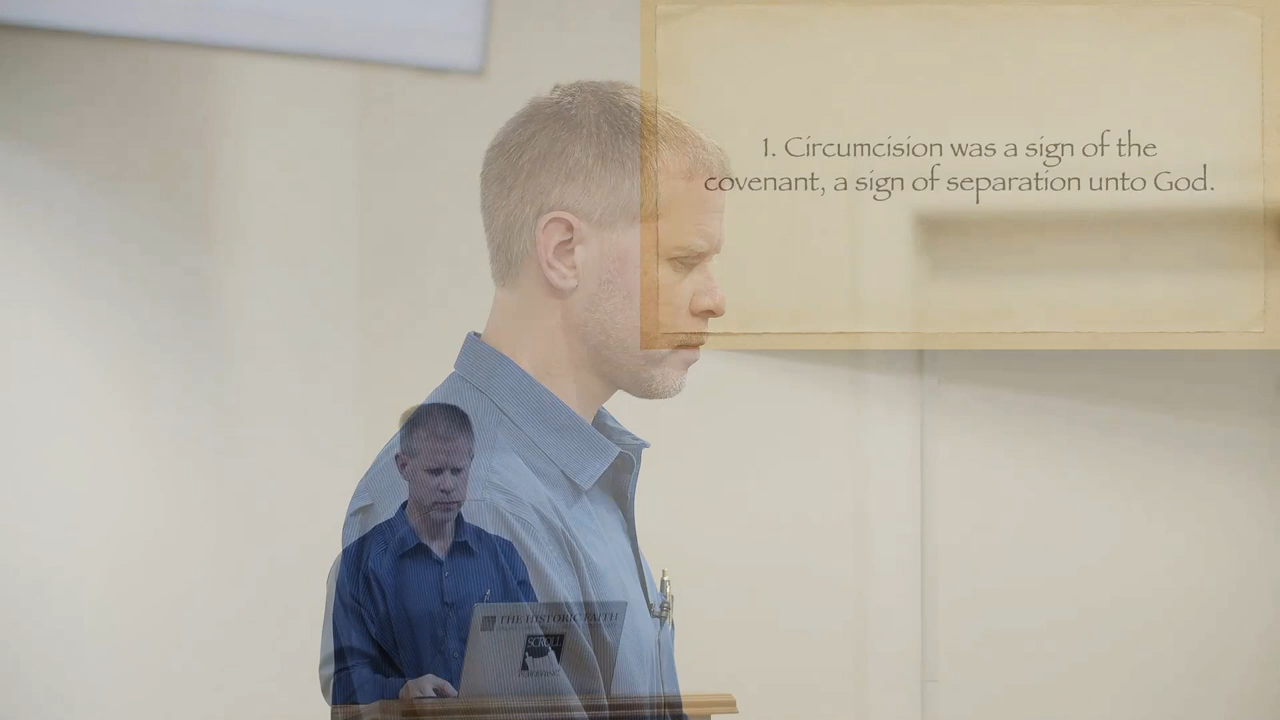 1. Circumcision was a sign of the
covenant, a sign of separation unto God.
THE HISTORIC FAITH
SCROLL